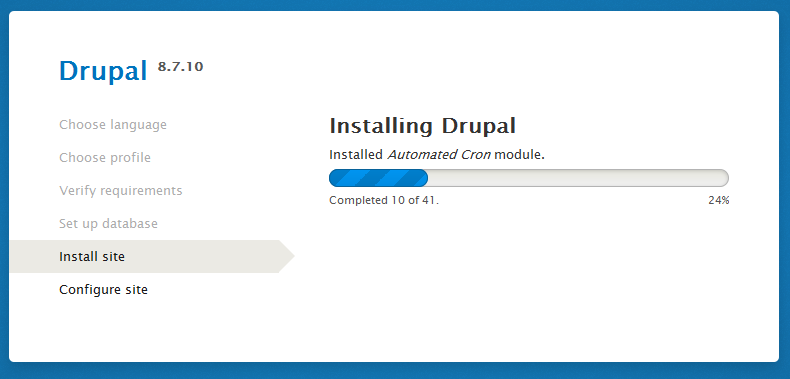 Drupal 8.7.10
Choose language
Choose profile
Verify requirements
Set up database
Install site
Configure site
Installing Drupal
Installed Automated Cron module.
Completed 10 of 41. 24%